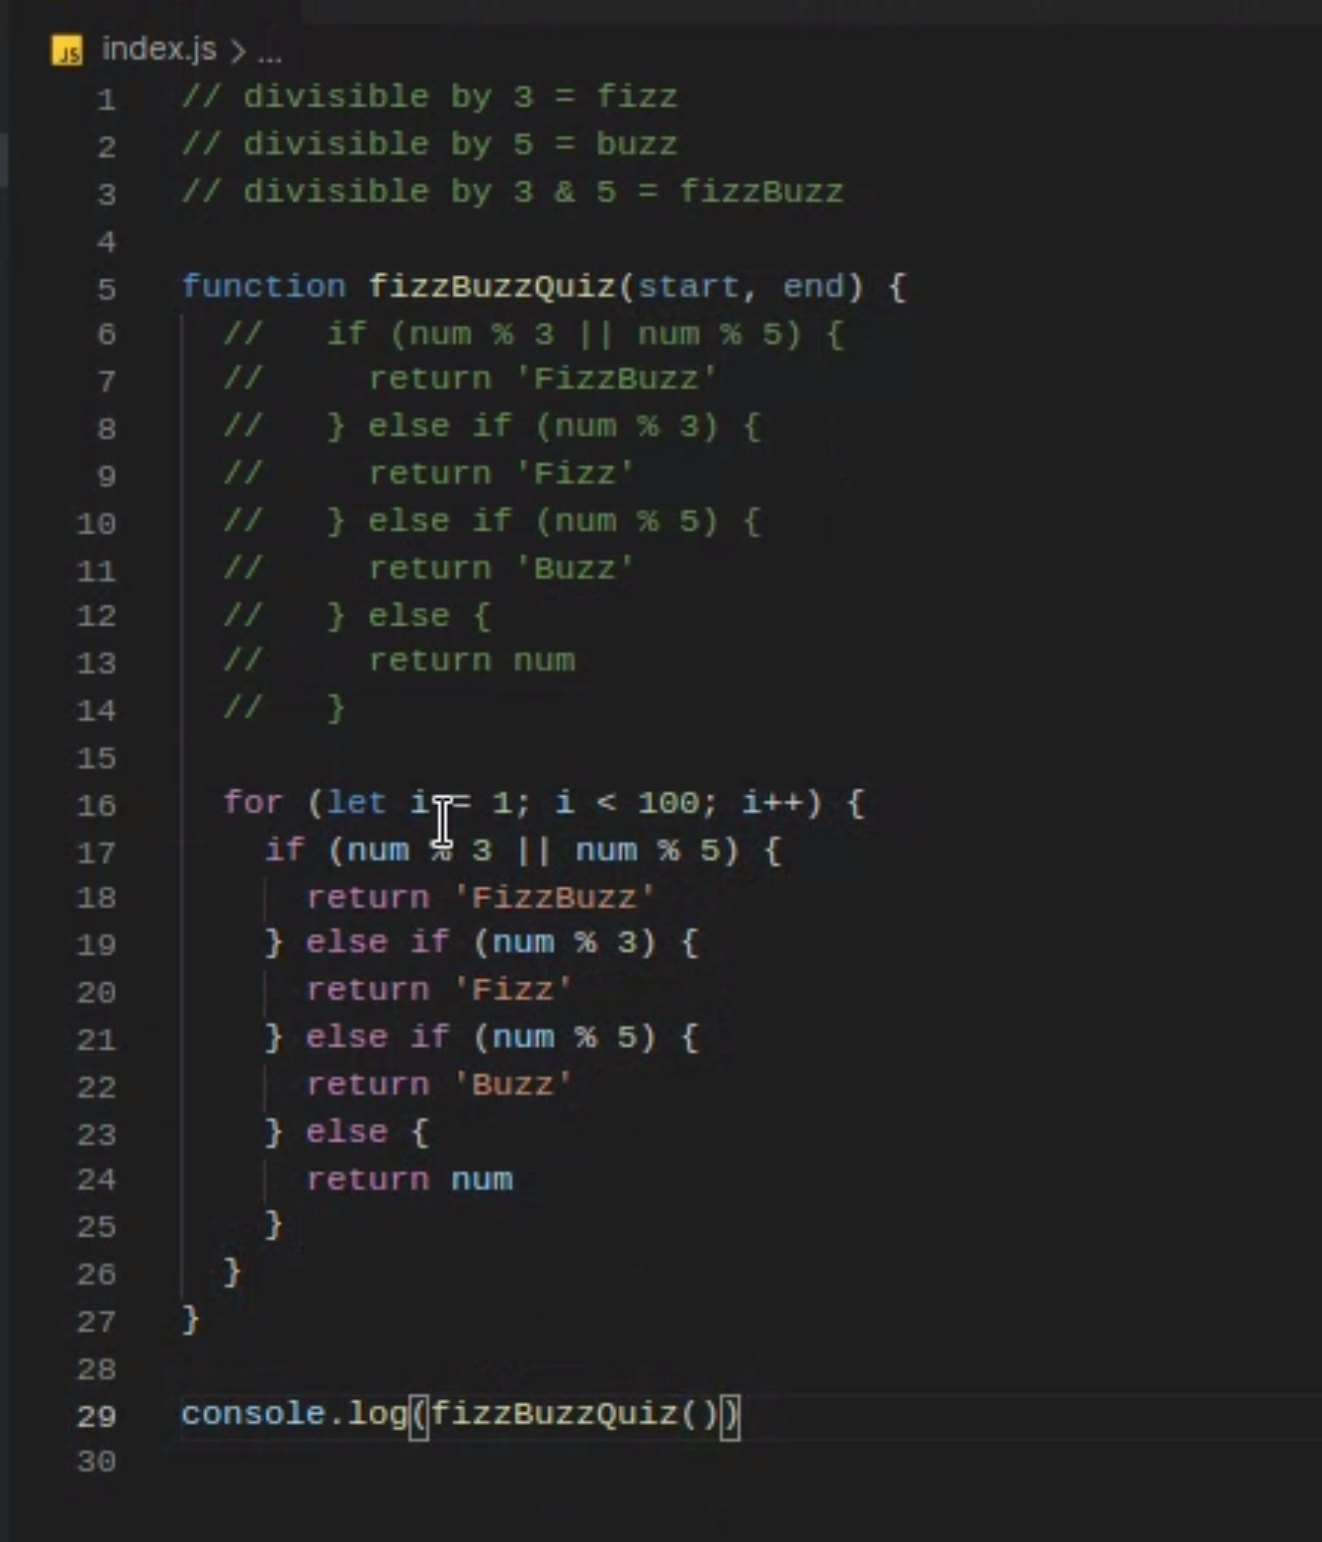 JS index.js > ...
1 // divisible by 3 = fizz
2 // divisible by 5 = buzz
3 // divisible by 3 & 5 = fizzBuzz
4
5 function fizzBuzzQuiz(start, end) {
6   //   if (num % 3 || num % 5) {
7   //     return 'FizzBuzz'
8   //   } else if (num % 3) {
9   //     return 'Fizz'
10   //   } else if (num % 5) {
11   //     return 'Buzz'
12   //   } else {
13   //     return num
14   //   }
15
16   for (let i = 1; i < 100; i++) {
17     if (num % 3 || num % 5) {
18       return 'FizzBuzz'
19     } else if (num % 3) {
20       return 'Fizz'
21     } else if (num % 5) {
22       return 'Buzz'
23     } else {
24       return num
25     }
26   }
27 }
28
29 console.log(fizzBuzzQuiz())
30